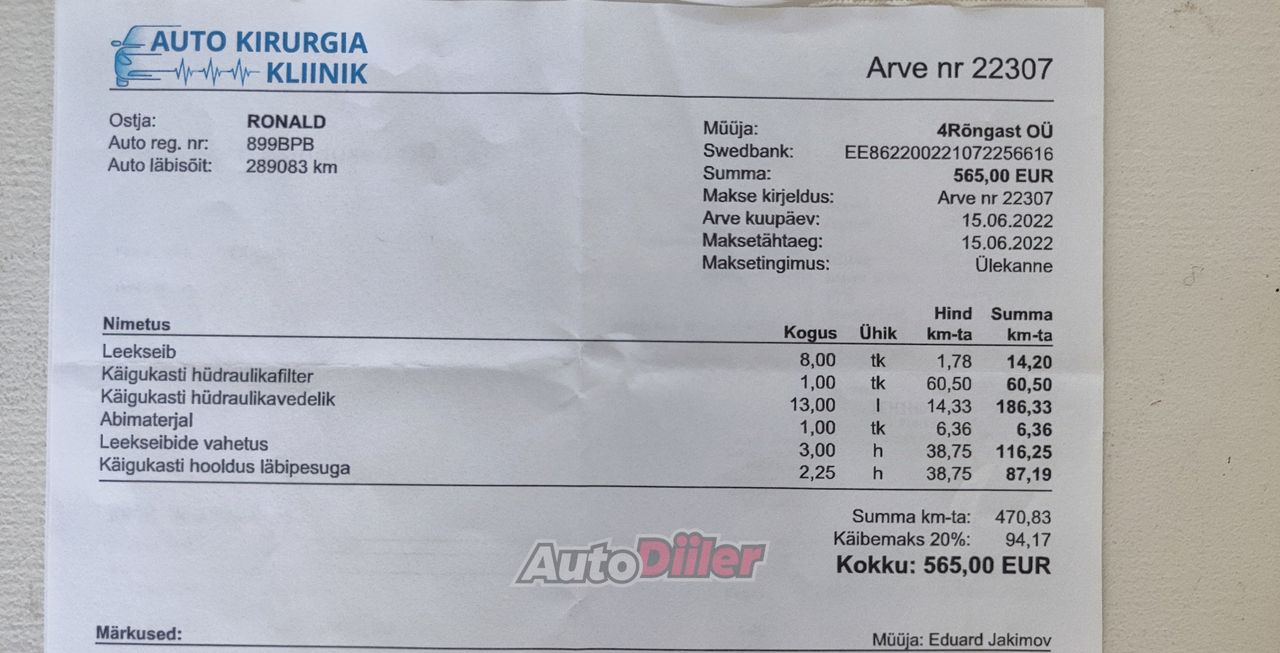 AUTO KIRURGIA
KLIINIK
Arve nr 22307
Ostja: RONALD
Auto reg. nr: 899BPB
Auto läbisõit: 289083 km
Müüja: 4Rõngast OÜ
Swedbank: EE862200221072256616
Summa: 565,00 EUR
Makse kirjeldus: Arve nr 22307
Arve kuupäev: 15.06.2022
Maksetähtaeg: 15.06.2022
Maksetingimus: Ülekanne
Nimetus Kogus Ühik Hind km-ta Summa km-ta
Leekseib 8,00 tk 1,78 14,20
Käigukasti hüdraulikafilter 1,00 tk 60,50 60,50
Käigukasti hüdraulikavedelik 13,00 l 14,33 186,33
Abimaterjal 1,00 tk 6,36 6,36
Leekseibide vahetus 3,00 h 38,75 116,25
Käigukasti hooldus läbipesuga 2,25 h 38,75 87,19
Summa km-ta: 470,83
Käibemaks 20%: 94,17
Kokku: 565,00 EUR
AutoDiiler
Märkused:
Müüja: Eduard Jakimov